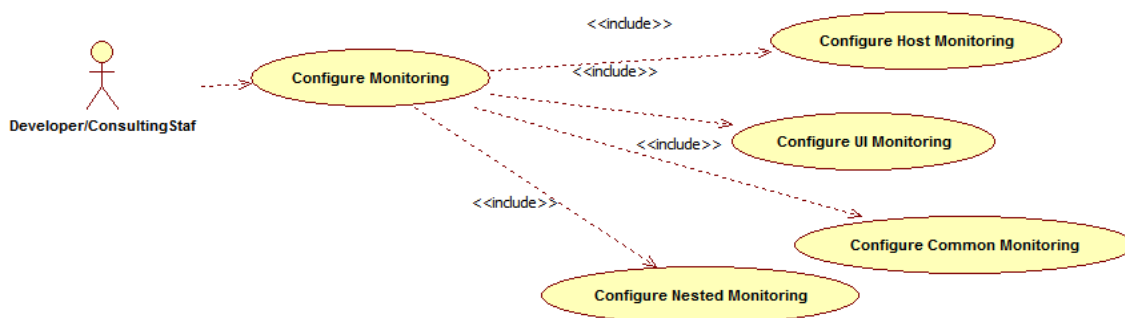 <<include>>
Configure Host Monitoring
Configure Monitoring
<<include>>
Developer/ConsultingStaf
Configure UI Monitoring
<<include>>
<<include>>
Configure Common Monitoring
Configure Nested Monitoring